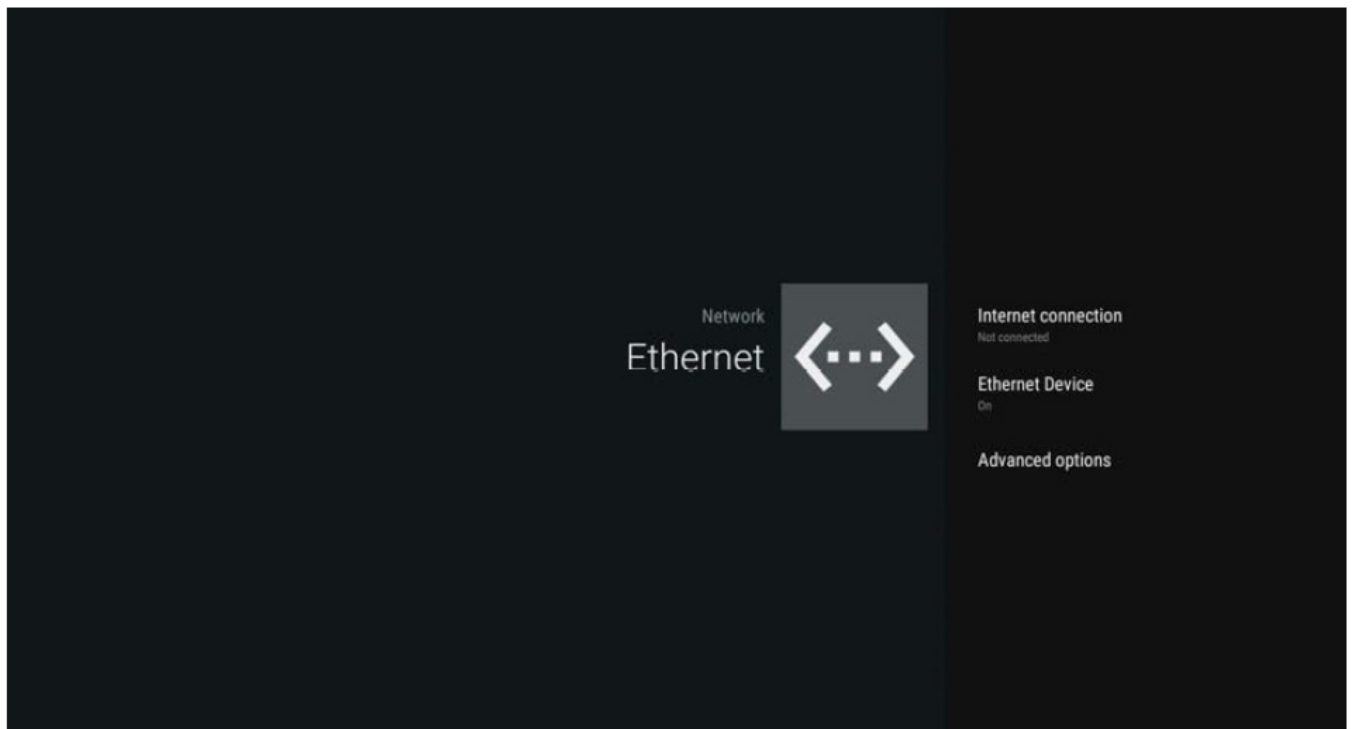 Network
Ethernet
Internet connection
Not connected
Ethernet Device
On
Advanced options